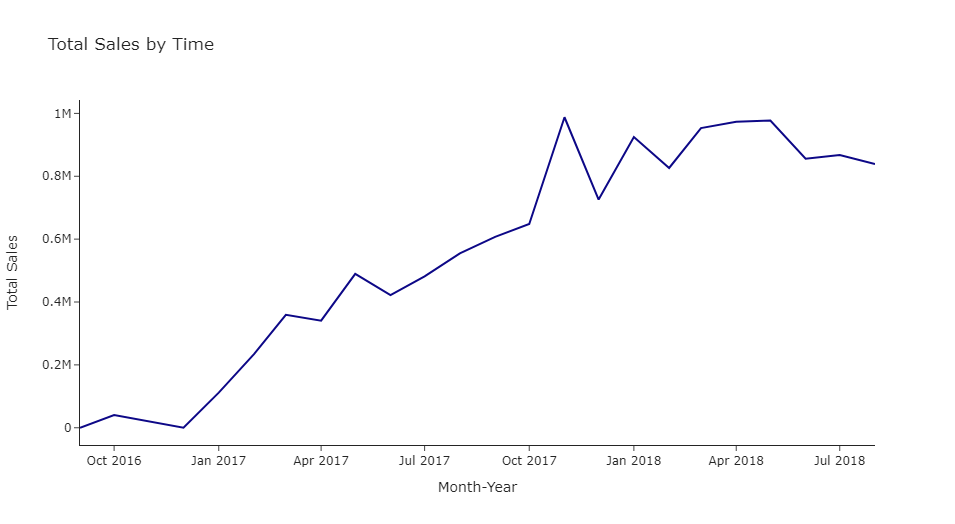 Total Sales by Time
1M
0.8M
0.6M
0.4M
0.2M
0
Total Sales
Oct 2016 Jan 2017 Apr 2017 Jul 2017 Oct 2017 Jan 2018 Apr 2018 Jul 2018
Month-Year